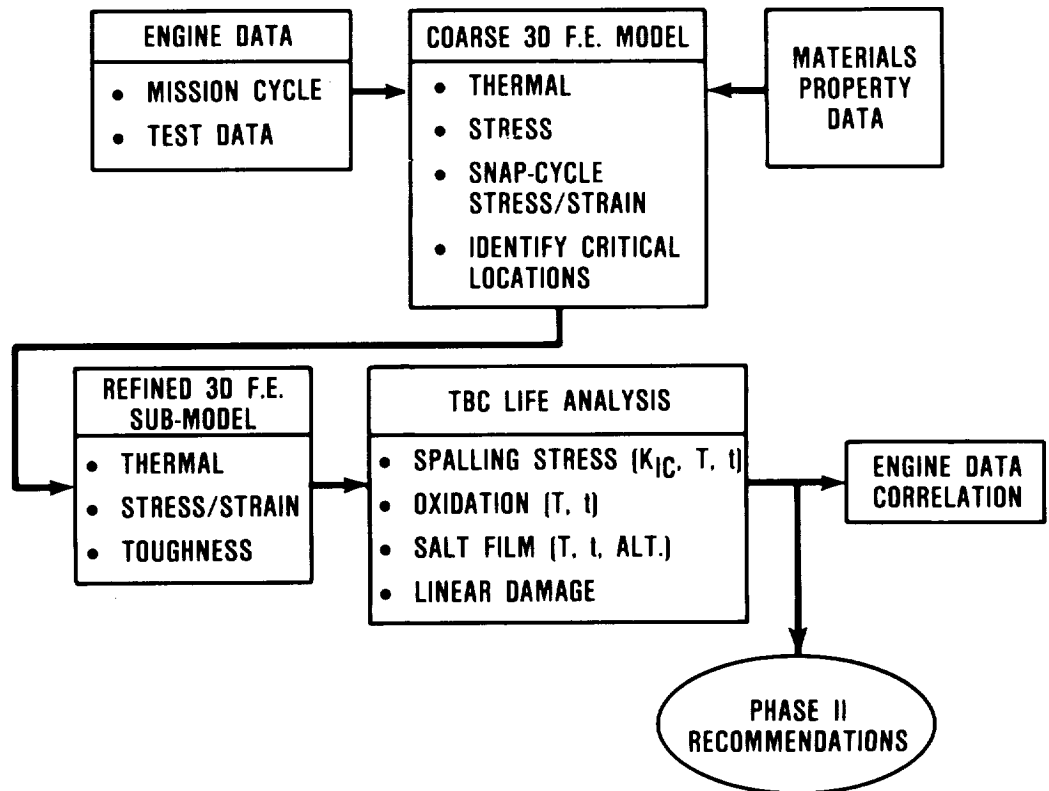 ENGINE DATA
• MISSION CYCLE
• TEST DATA
COARSE 3D F.E. MODEL
• THERMAL
• STRESS
• SNAP-CYCLE
STRESS/STRAIN
• IDENTIFY CRITICAL
LOCATIONS
MATERIALS
PROPERTY
DATA
REFINED 3D F.E.
SUB-MODEL
• THERMAL
• STRESS/STRAIN
• TOUGHNESS
TBC LIFE ANALYSIS
• SPALLING STRESS (K_IC, T, t)
• OXIDATION (T, t)
• SALT FILM (T, t, ALT.)
• LINEAR DAMAGE
ENGINE DATA
CORRELATION
PHASE II
RECOMMENDATIONS